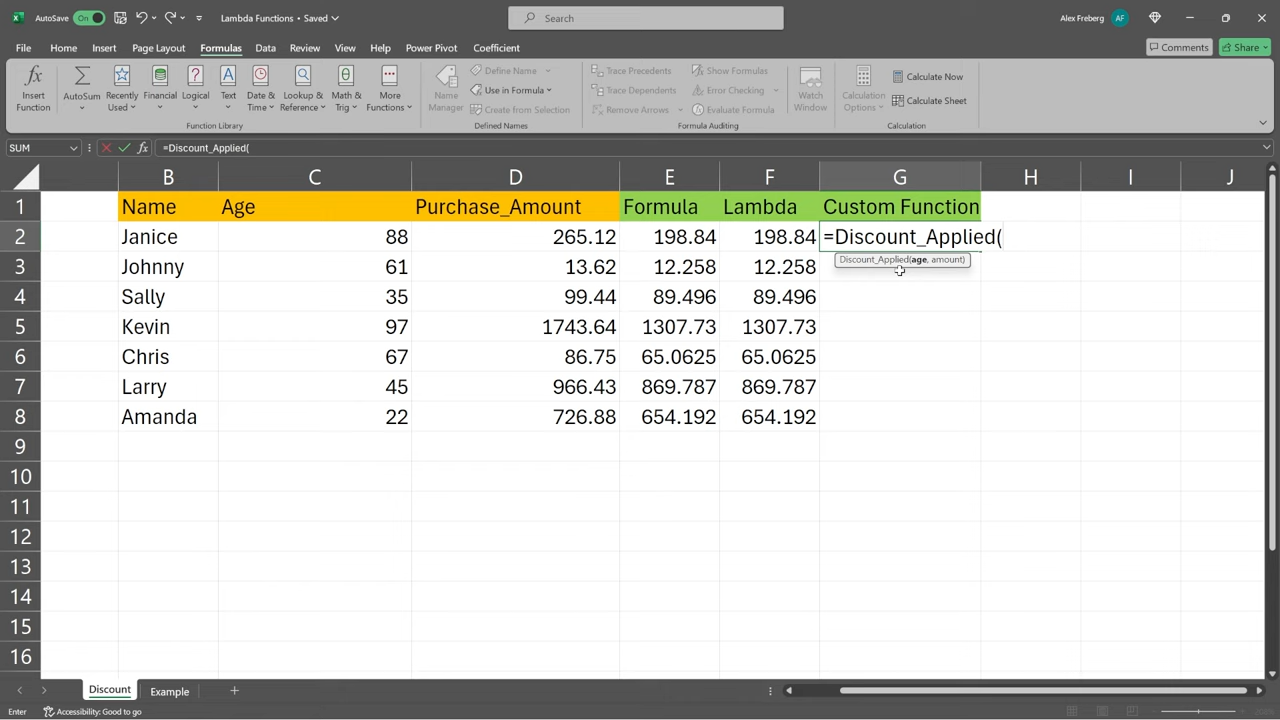 AutoSave On Lambda Functions • Saved Search Alex Freberg AF
File Home Insert Page Layout Formulas Data Review View Help Power Pivot Coefficient Comments Share
Insert Function
AutoSum
Recently Used
Financial
Logical
Text
Date & Time
Lookup & Reference
Math & Trig
More Functions
Function Library
Name Manager
Define Name
Use in Formula
Create from Selection
Defined Names
Trace Precedents
Trace Dependents
Remove Arrows
Show Formulas
Error Checking
Evaluate Formula
Formula Auditing
Watch Window
Calculation Options
Calculate Now
Calculate Sheet
Calculation
SUM fx =Discount_Applied(
B C D E F G H I J
1 Name Age Purchase_Amount Formula Lambda Custom Function
2 Janice 88 265.12 198.84 198.84 =Discount_Applied(
Discount_Applied(age, amount)
3 Johnny 61 13.62 12.258 12.258
4 Sally 35 99.44 89.496 89.496
5 Kevin 97 1743.64 1307.73 1307.73
6 Chris 67 86.75 65.0625 65.0625
7 Larry 45 966.43 869.787 869.787
8 Amanda 22 726.88 654.192 654.192
9
10
11
12
13
14
15
16
Discount Example
Enter Accessibility: Good to go